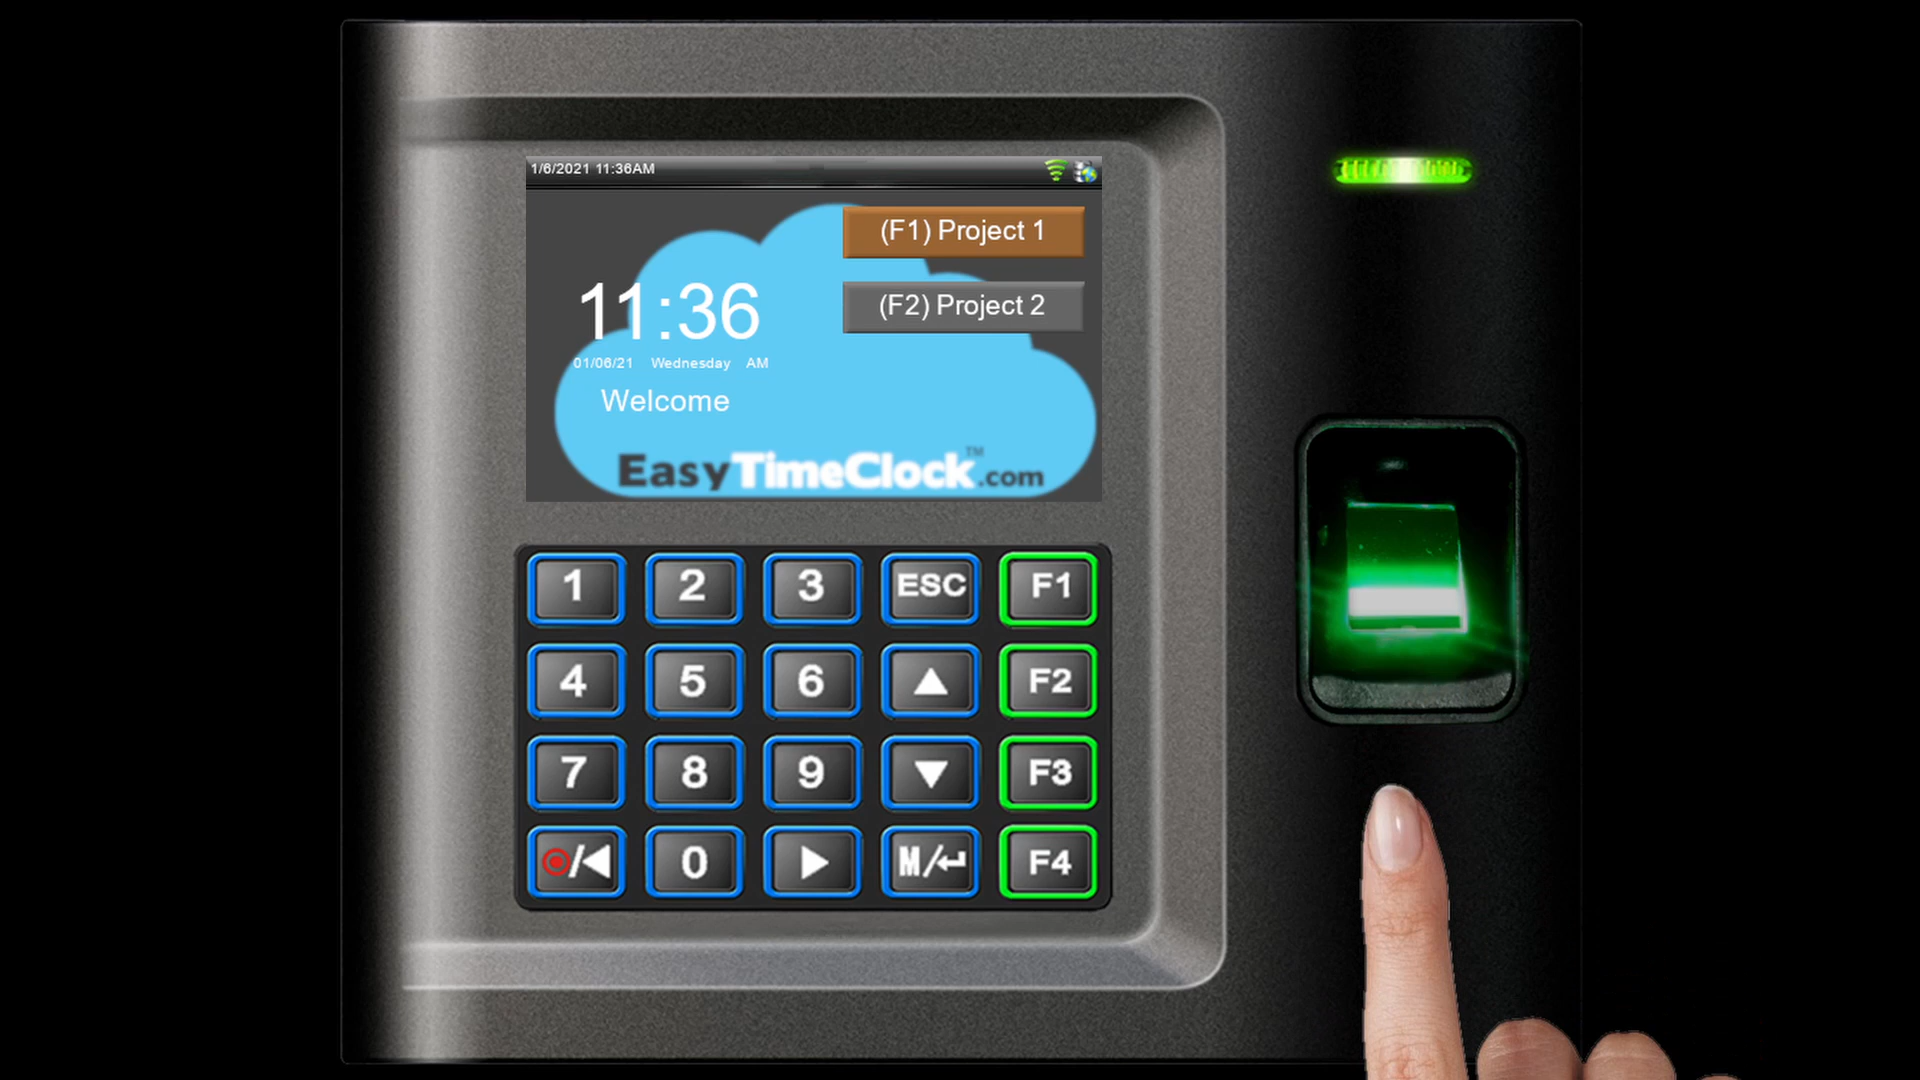 1/6/2021 11:36AM
(F1) Project 1
(F2) Project 2
11:36
01/06/21 Wednesday AM
Welcome
EasyTimeClock™.com
1 2 3 ESC F1
4 5 6 F2
7 8 9 F3
/ 0 M/ F4